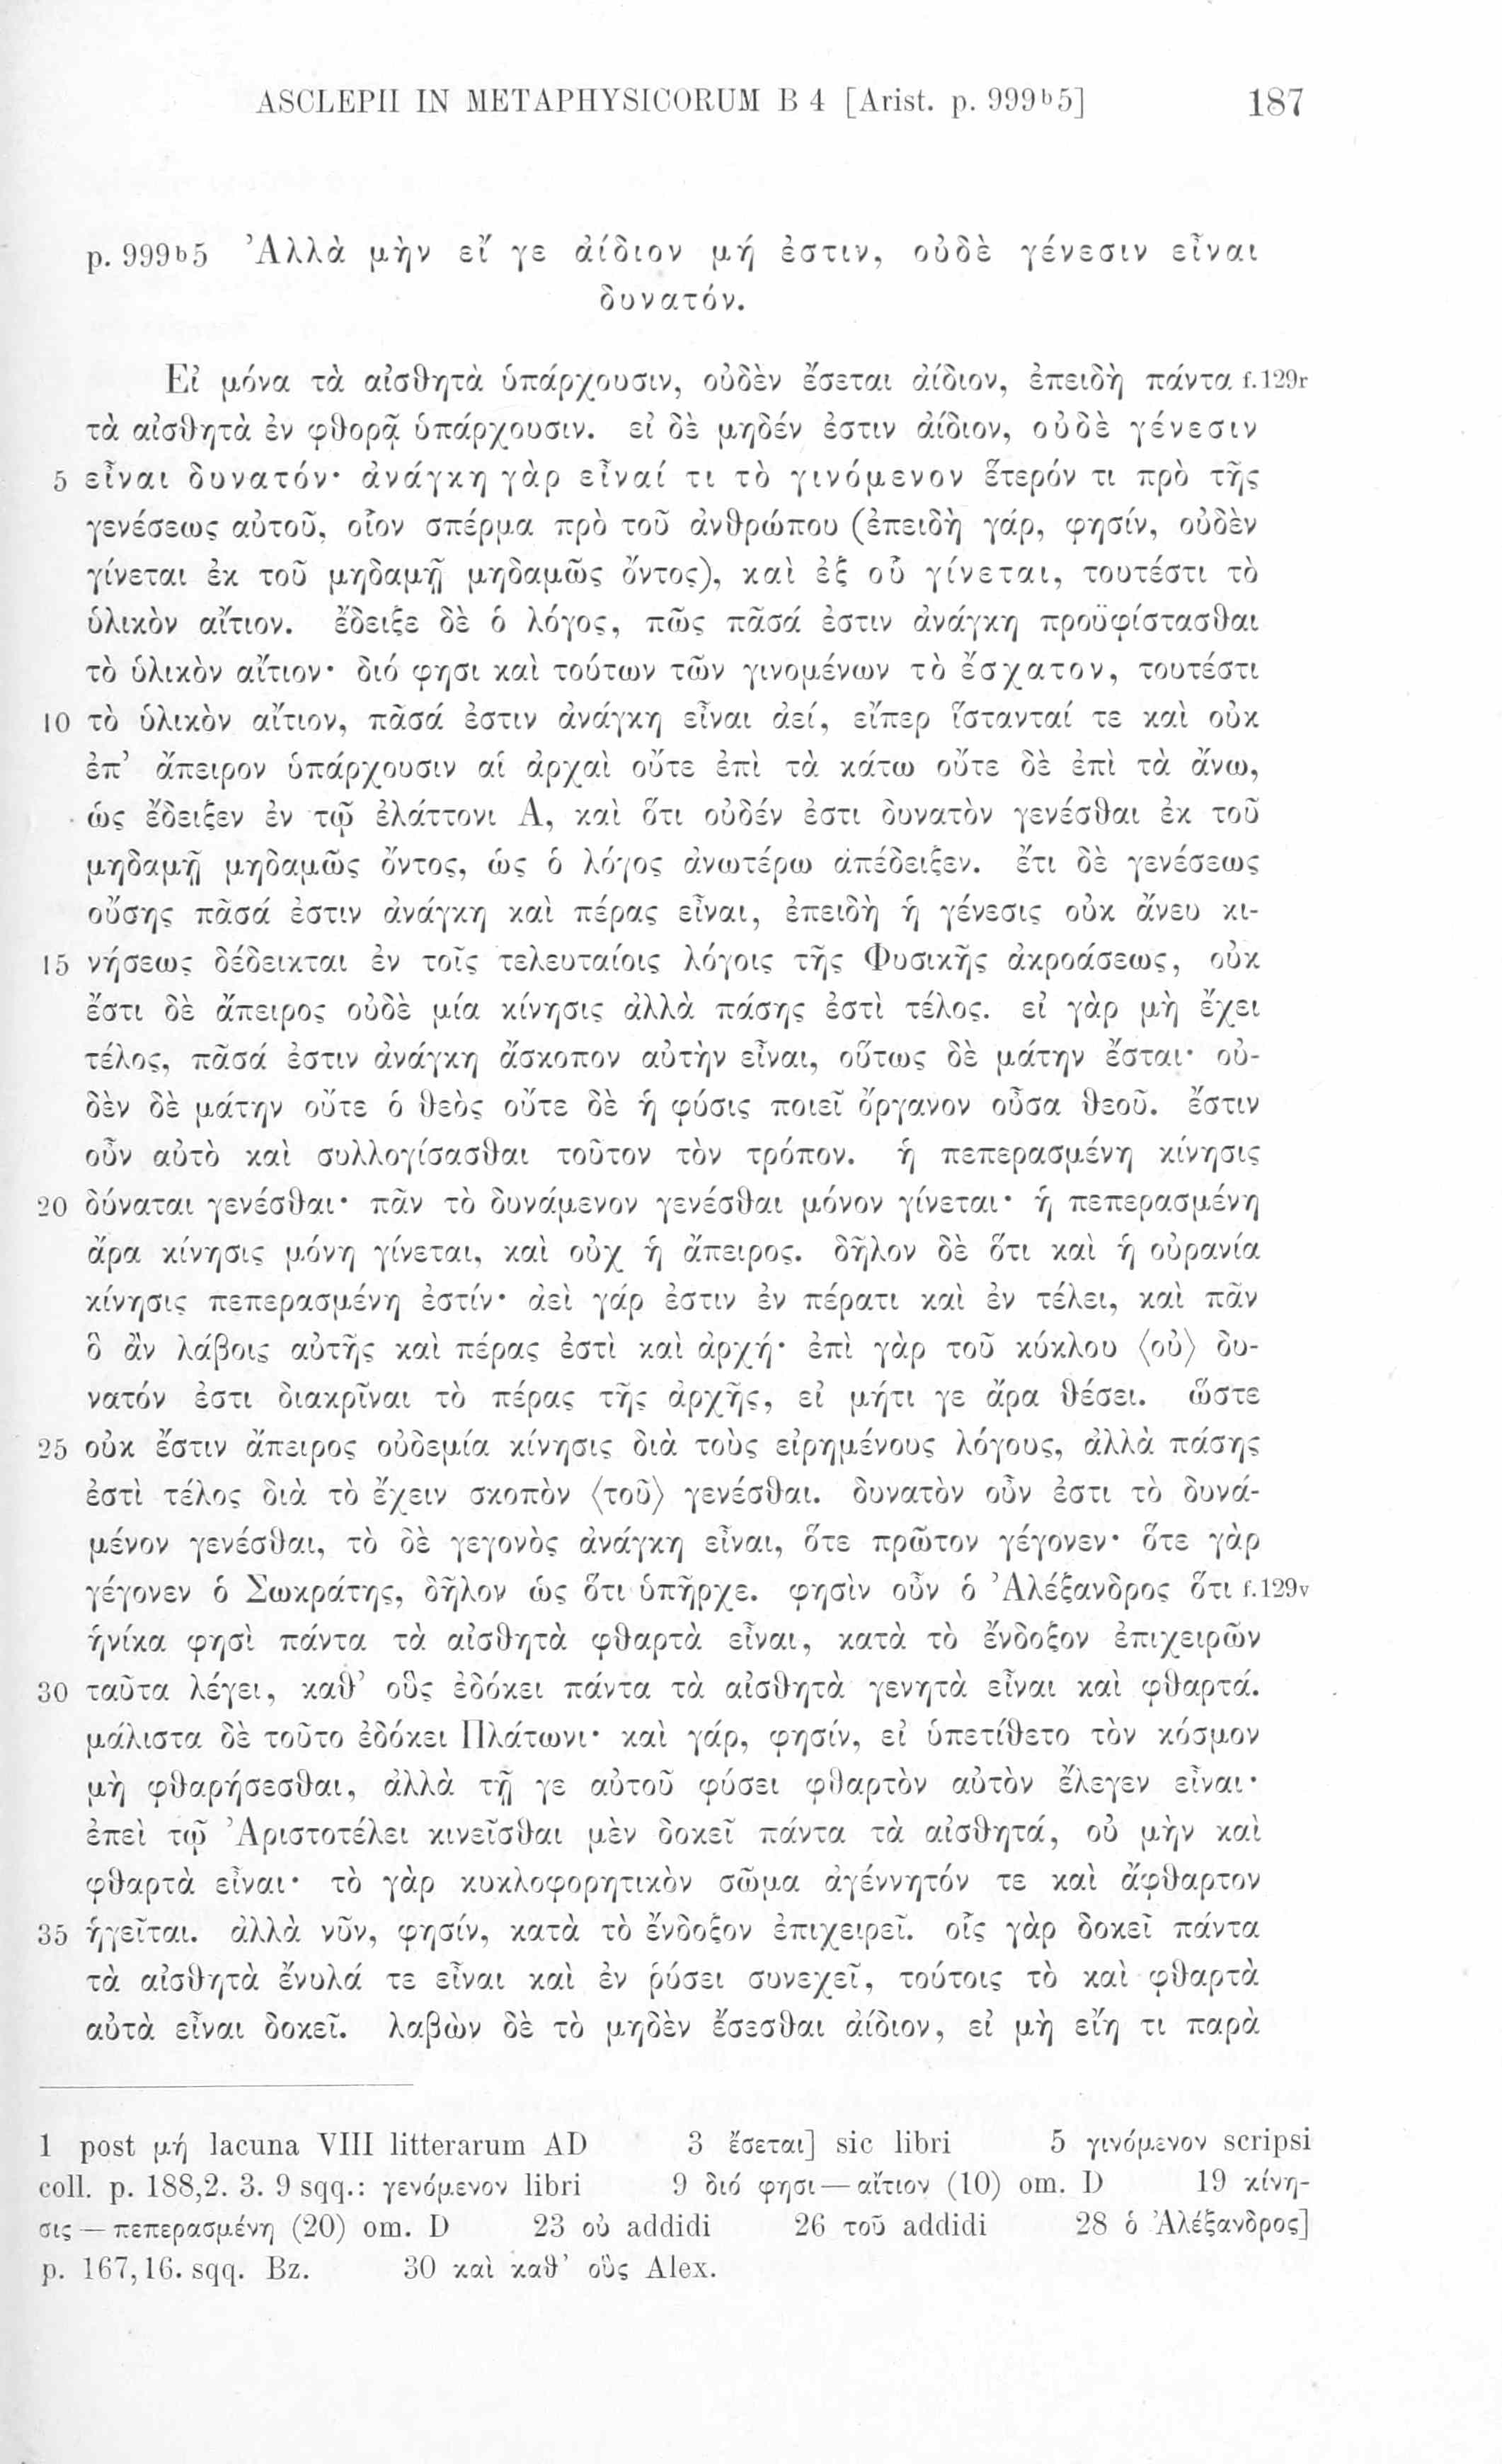 ASCLEPII IN METAPHYSICORUM B 4 [Arist. p. 999ᵇ5] 187
p. 999ᵇ5 Ἀλλὰ μὴν εἴ γε ἀίδιον μή ἐστιν, οὐδὲ γένεσιν εἶναι
δυνατόν.
Εἰ μόνα τὰ αἰσθητὰ ὑπάρχουσιν, οὐδὲν ἔσεται ἀίδιον, ἐπειδὴ πάντα f.129r
τὰ αἰσθητὰ ἐν φθορᾷ ὑπάρχουσιν. εἰ δὲ μηδέν ἐστιν ἀίδιον, οὐδὲ γένεσιν
5 εἶναι δυνατόν· ἀνάγκη γὰρ εἶναί τι τὸ γινόμενον ἕτερόν τι πρὸ τῆς
γενέσεως αὐτοῦ, οἷον σπέρμα πρὸ τοῦ ἀνθρώπου (ἐπειδὴ γάρ, φησίν, οὐδὲν
γίνεται ἐκ τοῦ μηδαμῇ μηδαμῶς ὄντος), καὶ ἐξ οὗ γίνεται, τουτέστι τὸ
ὑλικὸν αἴτιον. ἔδειξε δὲ ὁ λόγος, πῶς πᾶσά ἐστιν ἀνάγκη προϋφίστασθαι
τὸ ὑλικὸν αἴτιον· διό φησι καὶ τούτων τῶν γινομένων τὸ ἔσχατον, τουτέστι
10 τὸ ὑλικὸν αἴτιον, πᾶσά ἐστιν ἀνάγκη εἶναι ἀεί, εἴπερ ἵστανταί τε καὶ οὐκ
ἐπ’ ἄπειρον ὑπάρχουσιν αἱ ἀρχαὶ οὔτε ἐπὶ τὰ κάτω οὔτε δὲ ἐπὶ τὰ ἄνω,
ὡς ἔδειξεν ἐν τῷ ἐλάττονι Α, καὶ ὅτι οὐδέν ἐστι δυνατὸν γενέσθαι ἐκ τοῦ
μηδαμῇ μηδαμῶς ὄντος, ὡς ὁ λόγος ἀνωτέρω ἀπέδειξεν. ἔτι δὲ γενέσεως
οὔσης πᾶσά ἐστιν ἀνάγκη καὶ πέρας εἶναι, ἐπειδὴ ἡ γένεσις οὐκ ἄνευ κι-
15 νήσεως δέδεικται ἐν τοῖς τελευταίοις λόγοις τῆς Φυσικῆς ἀκροάσεως, οὐκ
ἔστι δὲ ἄπειρος οὐδὲ μία κίνησις ἀλλὰ πάσης ἐστὶ τέλος. εἰ γὰρ μὴ ἔχει
τέλος, πᾶσά ἐστιν ἀνάγκη ἄσκοπον αὐτὴν εἶναι, οὕτως δὲ μάτην ἔσται· οὐ-
δὲν δὲ μάτην οὔτε ὁ θεὸς οὔτε δὲ ἡ φύσις ποιεῖ ὄργανον οὖσα θεοῦ. ἔστιν
οὖν αὐτὸ καὶ συλλογίσασθαι τοῦτον τὸν τρόπον. ἡ πεπερασμένη κίνησις
20 δύναται γενέσθαι· πᾶν τὸ δυνάμενον γενέσθαι μόνον γίνεται· ἡ πεπερασμένη
ἄρα κίνησις μόνη γίνεται, καὶ οὐχ ἡ ἄπειρος. δῆλον δὲ ὅτι καὶ ἡ οὐρανία
κίνησις πεπερασμένη ἐστίν· ἀεὶ γάρ ἐστιν ἐν πέρατι καὶ ἐν τέλει, καὶ πᾶν
ὃ ἂν λάβοις αὐτῆς καὶ πέρας ἐστὶ καὶ ἀρχή· ἐπὶ γὰρ τοῦ κύκλου ⟨οὐ⟩ δυ-
νατόν ἐστι διακρῖναι τὸ πέρας τῆς ἀρχῆς, εἰ μήτι γε ἄρα θέσει. ὥστε
25 οὐκ ἔστιν ἄπειρος οὐδεμία κίνησις διὰ τοὺς εἰρημένους λόγους, ἀλλὰ πάσης
ἐστὶ τέλος διὰ τὸ ἔχειν σκοπὸν ⟨τοῦ⟩ γενέσθαι. δυνατὸν οὖν ἐστι τὸ δυνά-
μένον γενέσθαι, τὸ δὲ γεγονὸς ἀνάγκη εἶναι, ὅτε πρῶτον γέγονεν· ὅτε γὰρ
γέγονεν ὁ Σωκράτης, δῆλον ὡς ὅτι ὑπῆρχε. φησὶν οὖν ὁ Ἀλέξανδρος ὅτι f.129v
ἡνίκα φησὶ πάντα τὰ αἰσθητὰ φθαρτὰ εἶναι, κατὰ τὸ ἔνδοξον ἐπιχειρῶν
30 ταῦτα λέγει, καθ’ οὓς ἐδόκει πάντα τὰ αἰσθητὰ γενητὰ εἶναι καὶ φθαρτά.
μάλιστα δὲ τοῦτο ἐδόκει Πλάτωνι· καὶ γάρ, φησίν, εἰ ὑπετίθετο τὸν κόσμον
μὴ φθαρήσεσθαι, ἀλλὰ τῇ γε αὑτοῦ φύσει φθαρτὸν αὐτὸν ἔλεγεν εἶναι·
ἐπεὶ τῷ Ἀριστοτέλει κινεῖσθαι μὲν δοκεῖ πάντα τὰ αἰσθητά, οὐ μὴν καὶ
φθαρτὰ εἶναι· τὸ γὰρ κυκλοφορητικὸν σῶμα ἀγέννητόν τε καὶ ἄφθαρτον
35 ἡγεῖται. ἀλλὰ νῦν, φησίν, κατὰ τὸ ἔνδοξον ἐπιχειρεῖ. οἷς γὰρ δοκεῖ πάντα
τὰ αἰσθητὰ ἔνυλά τε εἶναι καὶ ἐν ῥύσει συνεχεῖ, τούτοις τὸ καὶ φθαρτὰ
αὐτὰ εἶναι δοκεῖ. λαβὼν δὲ τὸ μηδὲν ἔσεσθαι ἀίδιον, εἰ μὴ εἴη τι παρὰ
1 post μή lacuna VIII litterarum AD 3 ἔσεται] sic libri 5 γινόμενον scripsi
coll. p. 188,2. 3. 9 sqq.: γενόμενον libri 9 διό φησι — αἴτιον (10) om. D 19 κίνη-
σις — πεπερασμένη (20) om. D 23 οὐ addidi 26 τοῦ addidi 28 ὁ Ἀλέξανδρος]
p. 167,16. sqq. Bz. 30 καὶ καθ’ οὓς Alex.